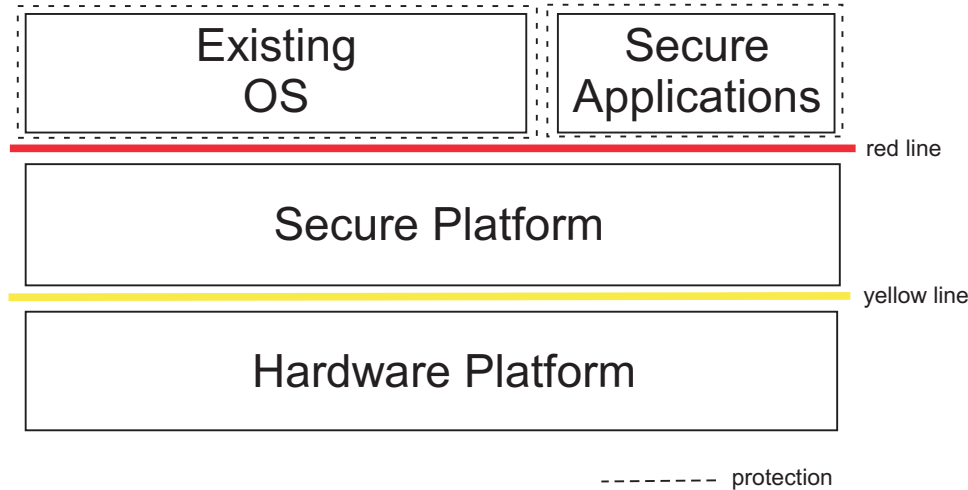 Existing
OS
Secure
Applications
red line
Secure Platform
yellow line
Hardware Platform
protection